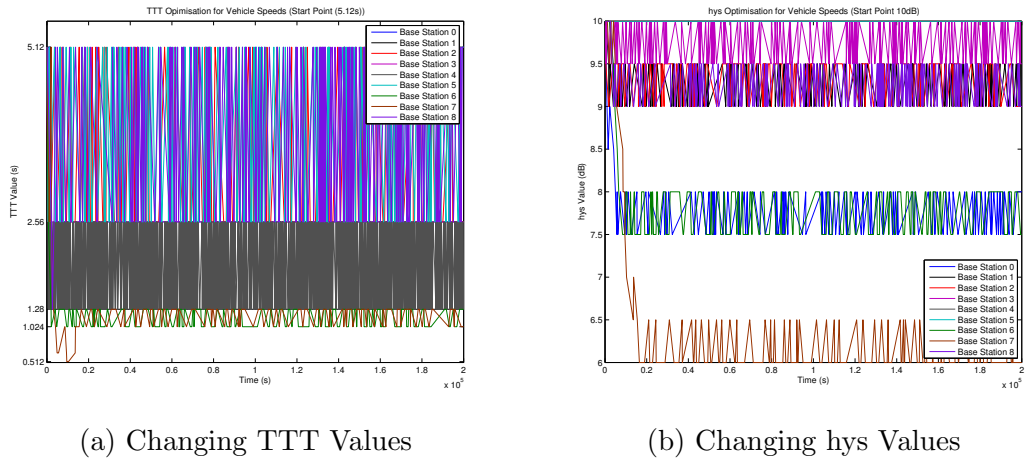 TTT Opimisation for Vehicle Speeds (Start Point (5.12s))
5.12
2.56
1.28
1.024
0.512
TTT Value (s)
Base Station 0
Base Station 1
Base Station 2
Base Station 3
Base Station 4
Base Station 5
Base Station 6
Base Station 7
Base Station 8
0 0.2 0.4 0.6 0.8 1 1.2 1.4 1.6 1.8 2
x 10^5
Time (s)
(a) Changing TTT Values
hys Optimisation for Vehicle Speeds (Start Point 10dB)
10
9.5
9
8.5
8
7.5
7
6.5
6
hys Value (dB)
Base Station 0
Base Station 1
Base Station 2
Base Station 3
Base Station 4
Base Station 5
Base Station 6
Base Station 7
Base Station 8
0 0.2 0.4 0.6 0.8 1 1.2 1.4 1.6 1.8 2
x 10^5
Time (s)
(b) Changing hys Values